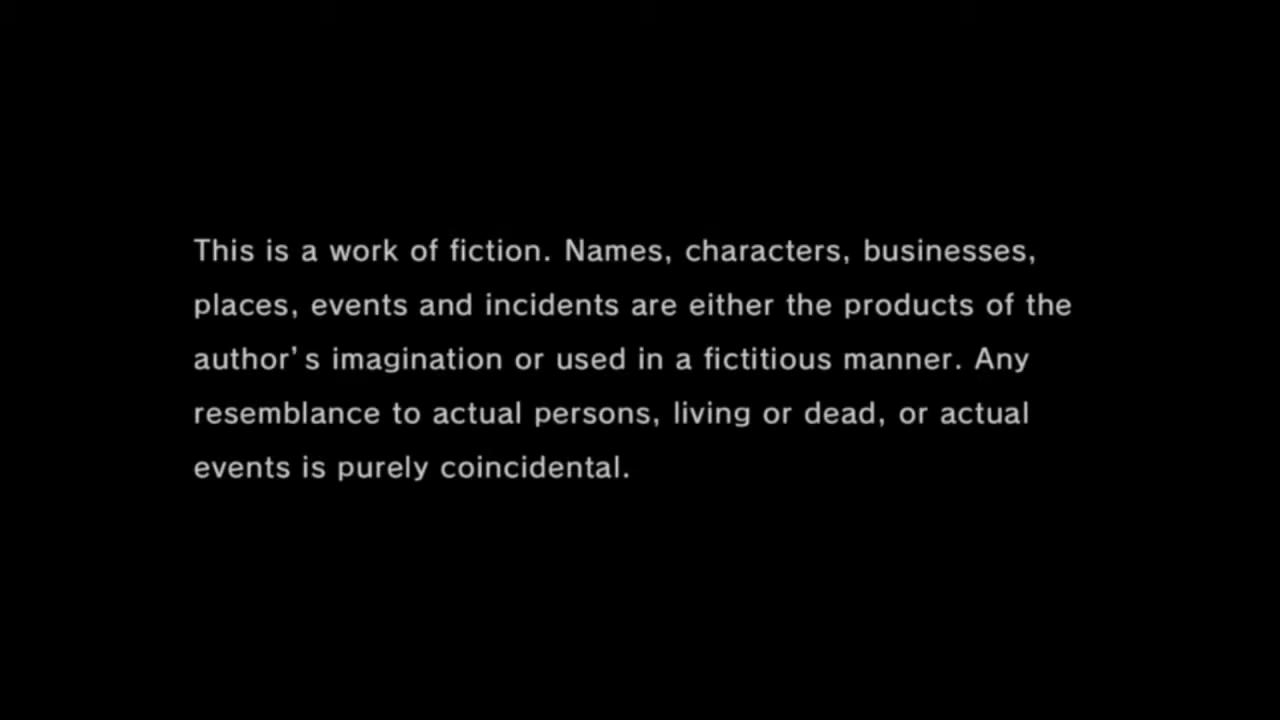 This is a work of fiction. Names, characters, businesses,
places, events and incidents are either the products of the
author’s imagination or used in a fictitious manner. Any
resemblance to actual persons, living or dead, or actual
events is purely coincidental.